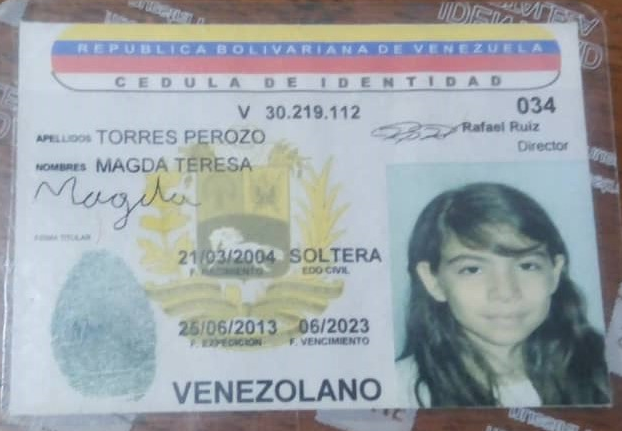 REPUBLICA BOLIVARIANA DE VENEZUELA
CEDULA DE IDENTIDAD
V 30.219.112
034
APELLIDOS TORRES PEROZO
Rafael Ruiz
Director
NOMBRES MAGDA TERESA
Magda
FIRMA TITULAR
21/03/2004 SOLTERA
F. NACIMIENTO EDO CIVIL
25/06/2013 06/2023
F. EXPEDICION F. VENCIMIENTO
VENEZOLANO